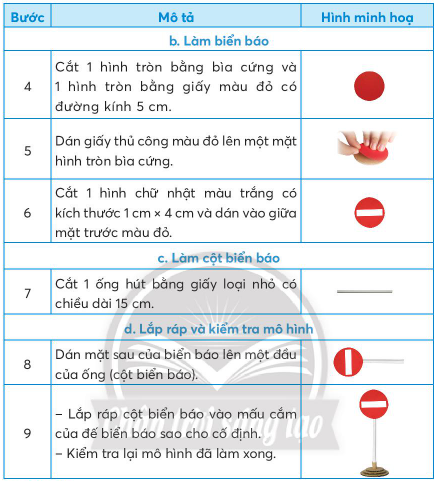 Bước Mô tả Hình minh hoạ
b. Làm biển báo
4
Cắt 1 hình tròn bằng bìa cứng và
1 hình tròn bằng giấy màu đỏ có
đường kính 5 cm.
5
Dán giấy thủ công màu đỏ lên một mặt
hình tròn bìa cứng.
6
Cắt 1 hình chữ nhật màu trắng có
kích thước 1 cm × 4 cm và dán vào giữa
mặt trước màu đỏ.
c. Làm cột biển báo
7
Cắt 1 ống hút bằng giấy loại nhỏ có
chiều dài 15 cm.
d. Lắp ráp và kiểm tra mô hình
8
Dán mặt sau của biển báo lên một đầu
của ống (cột biển báo).
9
– Lắp ráp cột biển báo vào mấu cắm
của đế biển báo sao cho cố định.
– Kiểm tra lại mô hình đã làm xong.
Chân trời sáng tạo